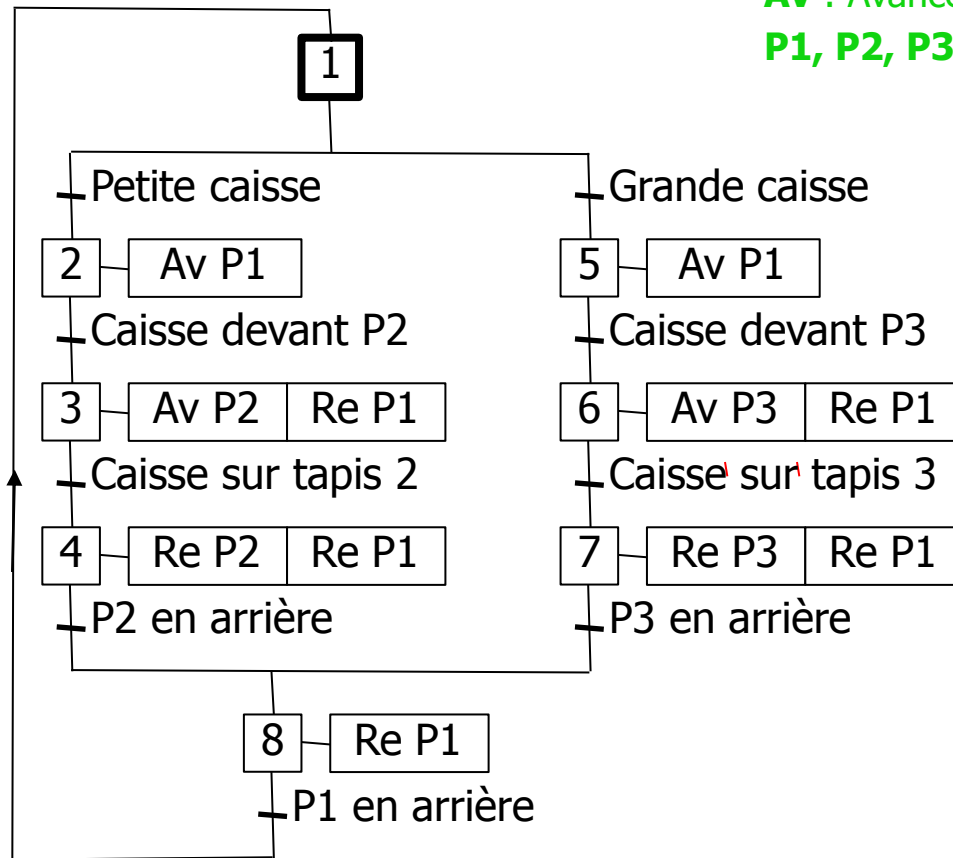 Av : Avance
P1, P2, P3
1
Petite caisse
Grande caisse
2 Av P1
5 Av P1
Caisse devant P2
Caisse devant P3
3 Av P2 Re P1
6 Av P3 Re P1
Caisse sur tapis 2
Caisse sur tapis 3
4 Re P2 Re P1
7 Re P3 Re P1
P2 en arrière
P3 en arrière
8 Re P1
P1 en arrière